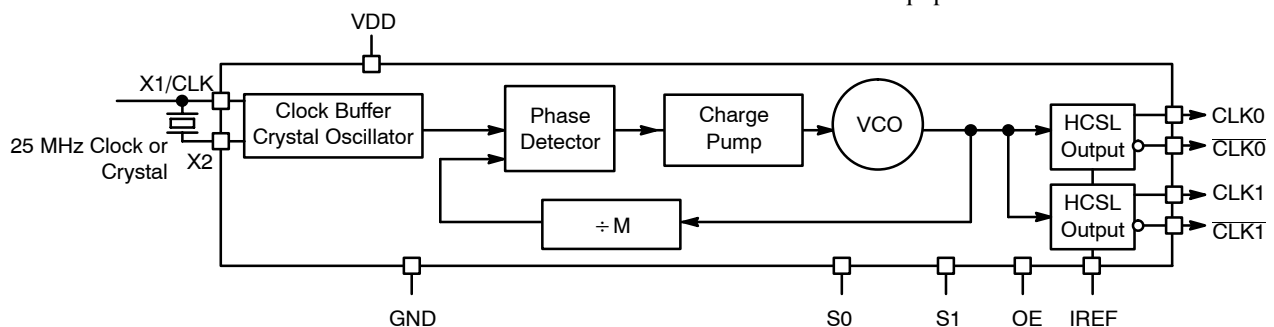 VDD
X1/CLK
Clock Buffer
Crystal Oscillator
Phase
Detector
Charge
Pump
VCO
HCSL
Output
CLK0
CLK0
25 MHz Clock or
Crystal
X2
÷ M
HCSL
Output
CLK1
CLK1
GND
S0
S1
OE
IREF